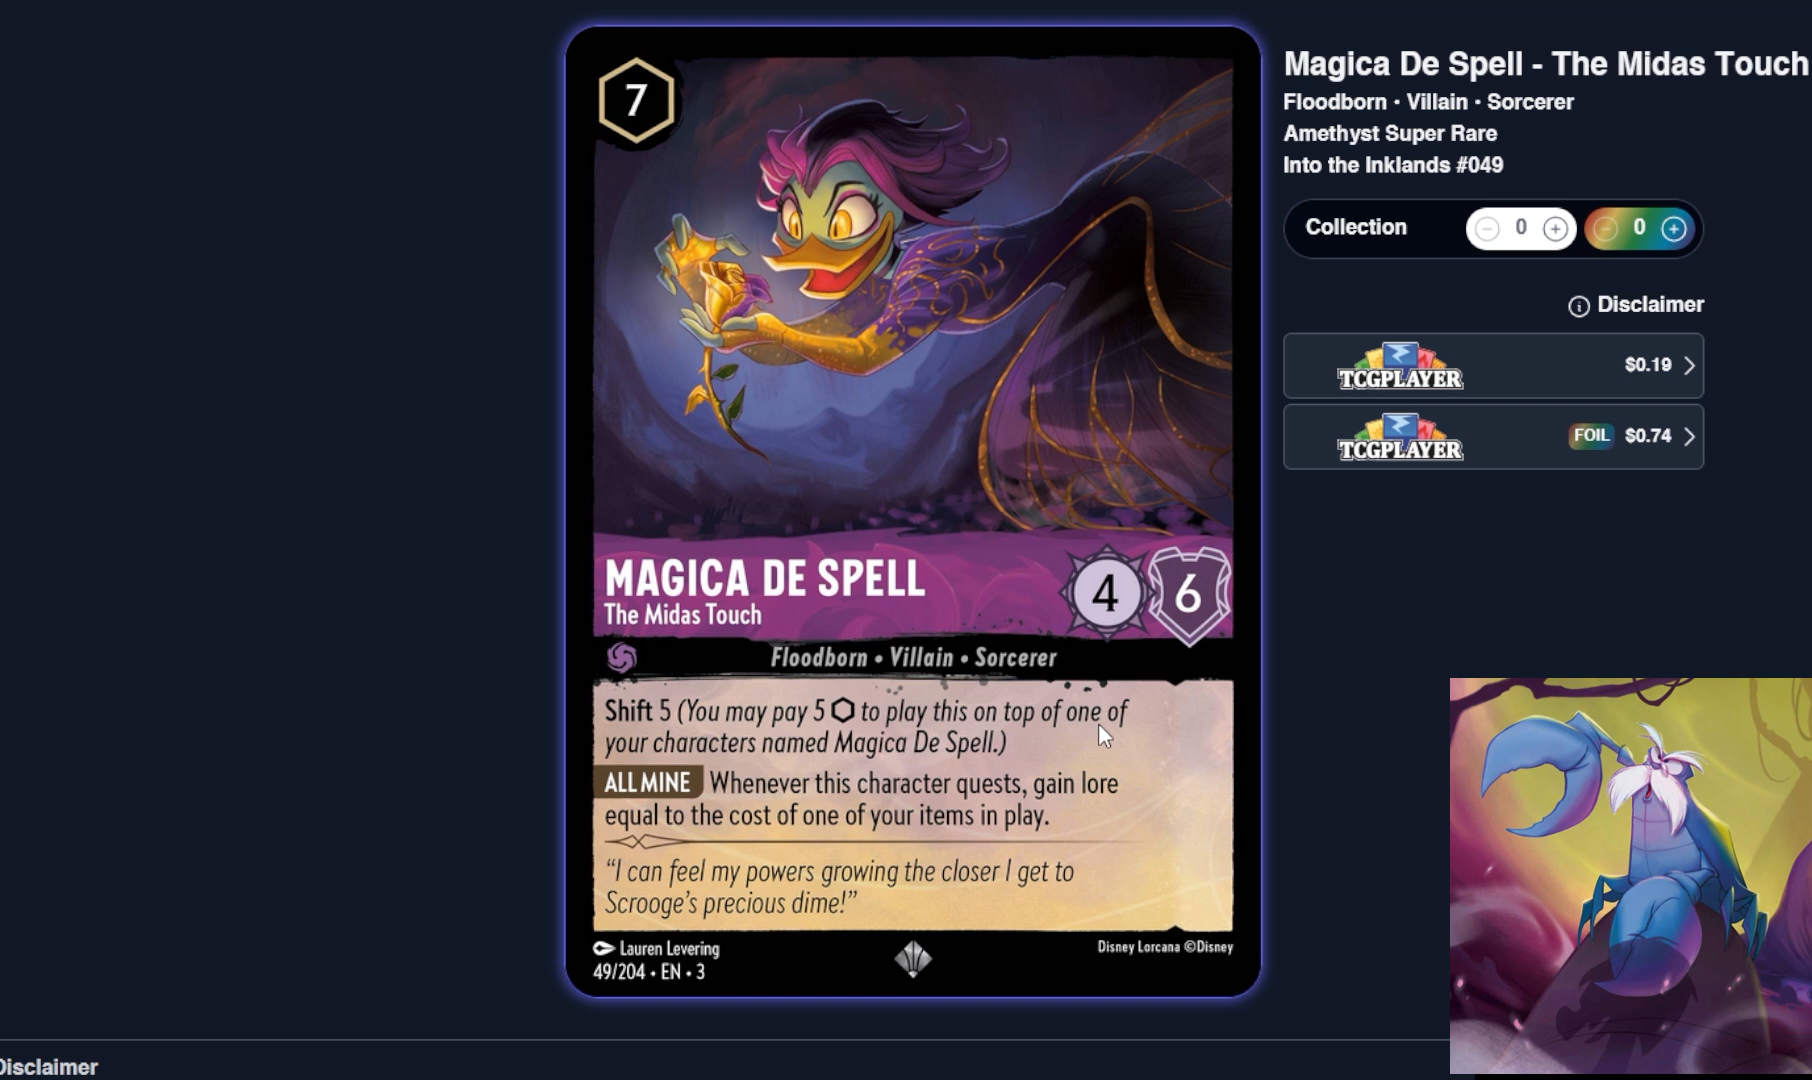 7
MAGICA DE SPELL
The Midas Touch
4
6
Floodborn • Villain • Sorcerer
Shift 5 (You may pay 5 ⬡ to play this on top of one of
your characters named Magica De Spell.)
ALL MINE Whenever this character quests, gain lore
equal to the cost of one of your items in play.
“I can feel my powers growing the closer I get to
Scrooge’s precious dime!”
Lauren Levering
49/204 • EN • 3
Disney Lorcana ©Disney
Magica De Spell - The Midas Touch
Floodborn • Villain • Sorcerer
Amethyst Super Rare
Into the Inklands #049
Collection − 0 + − 0 +
i Disclaimer
TCGPLAYER $0.19 >
TCGPLAYER FOIL $0.74 >
Disclaimer